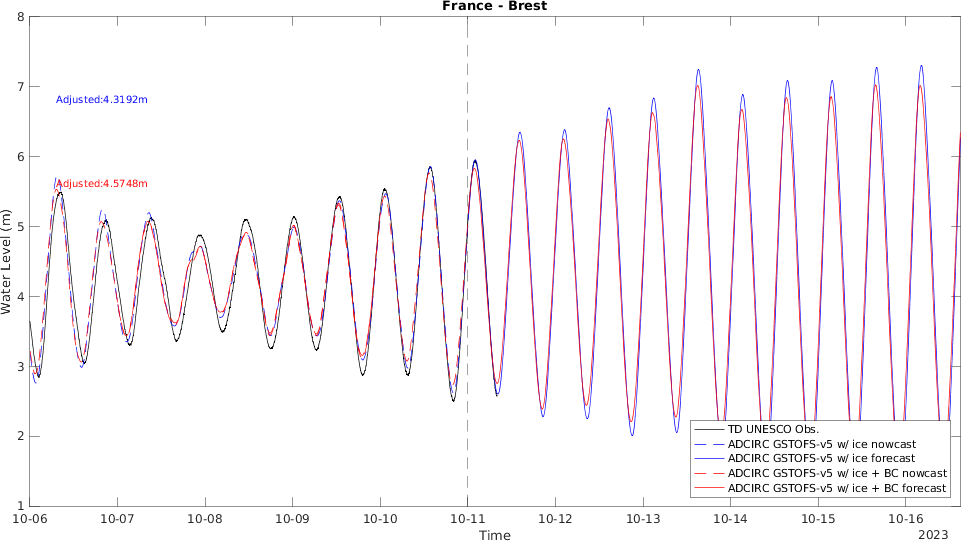 France - Brest
8
7
6
5
4
3
2
1
Water Level (m)
Adjusted:4.3192m
Adjusted:4.5748m
TD UNESCO Obs.
ADCIRC GSTOFS-v5 w/ ice nowcast
ADCIRC GSTOFS-v5 w/ ice forecast
ADCIRC GSTOFS-v5 w/ ice + BC nowcast
ADCIRC GSTOFS-v5 w/ ice + BC forecast
10-06 10-07 10-08 10-09 10-10 10-11 10-12 10-13 10-14 10-15 10-16
Time
2023